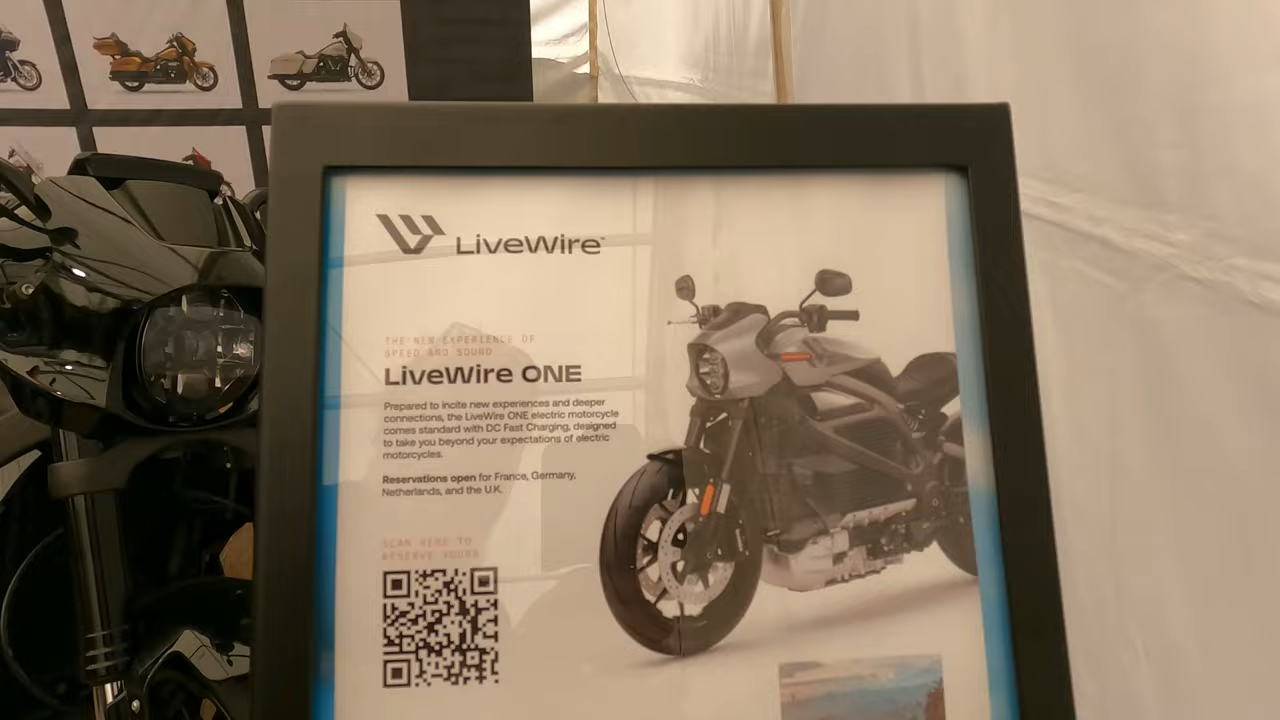 LiveWire™
THE NEW EXPERIENCE OF
SPEED AND SOUND
LiveWire ONE
Prepared to incite new experiences and deeper
connections, the LiveWire ONE electric motorcycle
comes standard with DC Fast Charging, designed
to take you beyond your expectations of electric
motorcycles.
Reservations open for France, Germany,
Netherlands, and the U.K.
SCAN HERE TO
RESERVE YOURS